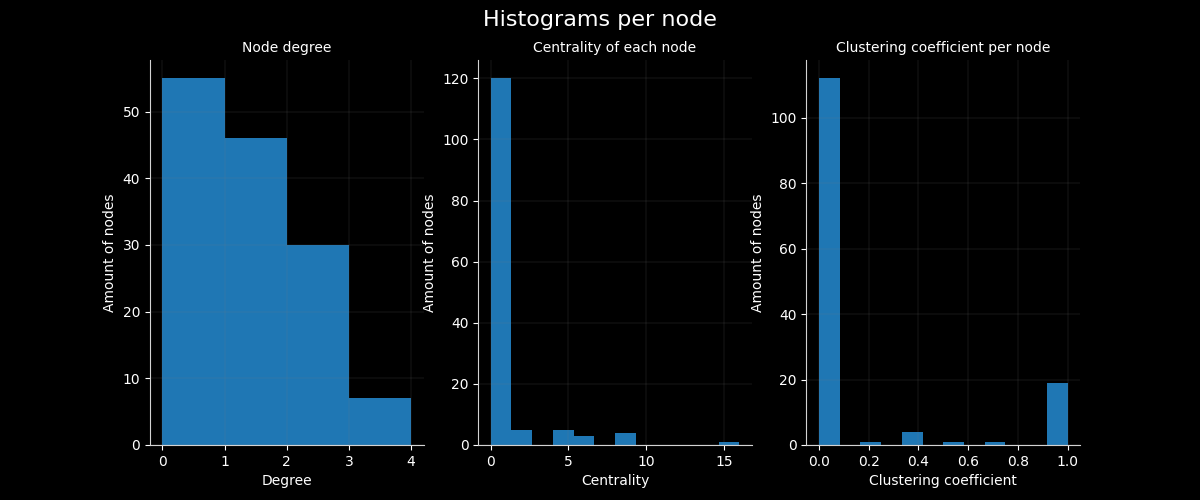 Histograms per node
Node degree
Amount of nodes
50
40
30
20
10
0
0 1 2 3 4
Degree
Centrality of each node
Amount of nodes
120
100
80
60
40
20
0
0 5 10 15
Centrality
Clustering coefficient per node
Amount of nodes
100
80
60
40
20
0
0.0 0.2 0.4 0.6 0.8 1.0
Clustering coefficient